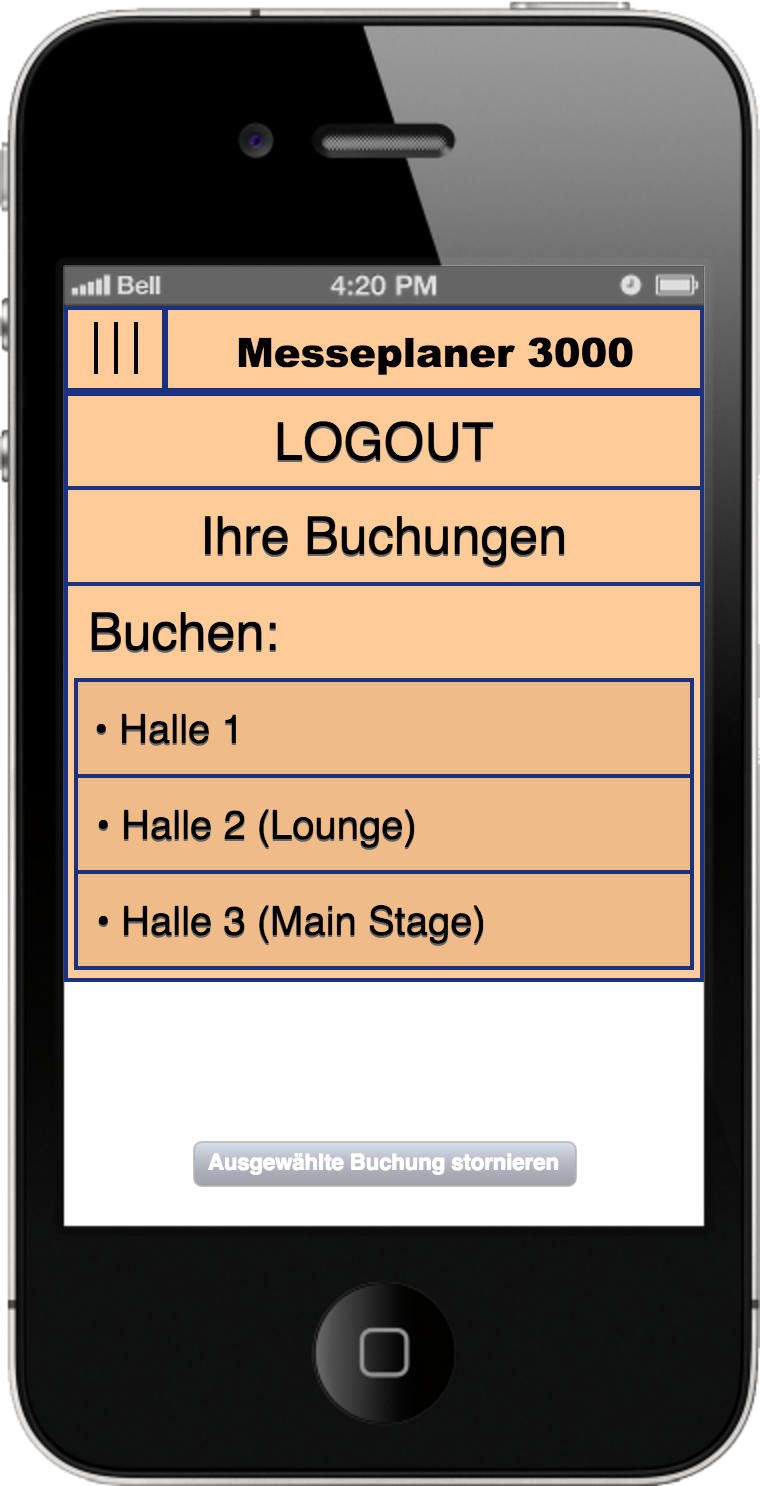 Bell 4:20 PM
Messeplaner 3000
LOGOUT
Ihre Buchungen
Buchen:
• Halle 1
• Halle 2 (Lounge)
• Halle 3 (Main Stage)
Ausgewählte Buchung stornieren